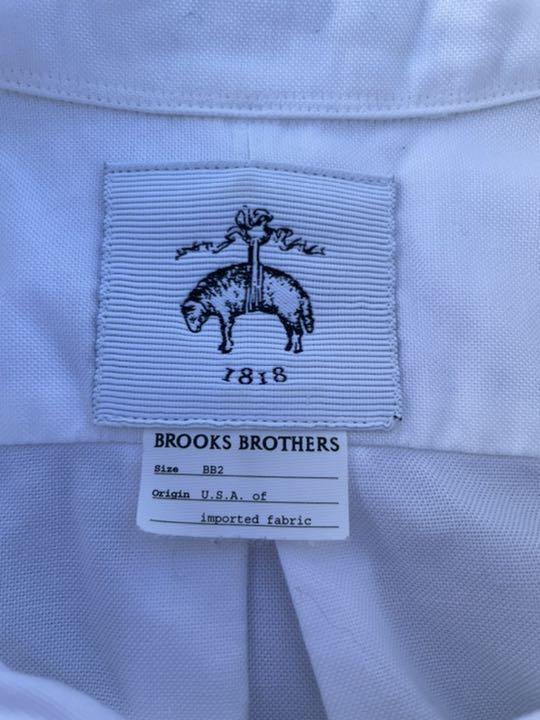 1818
BROOKS BROTHERS
Size BB2
Origin U.S.A. of
imported fabric